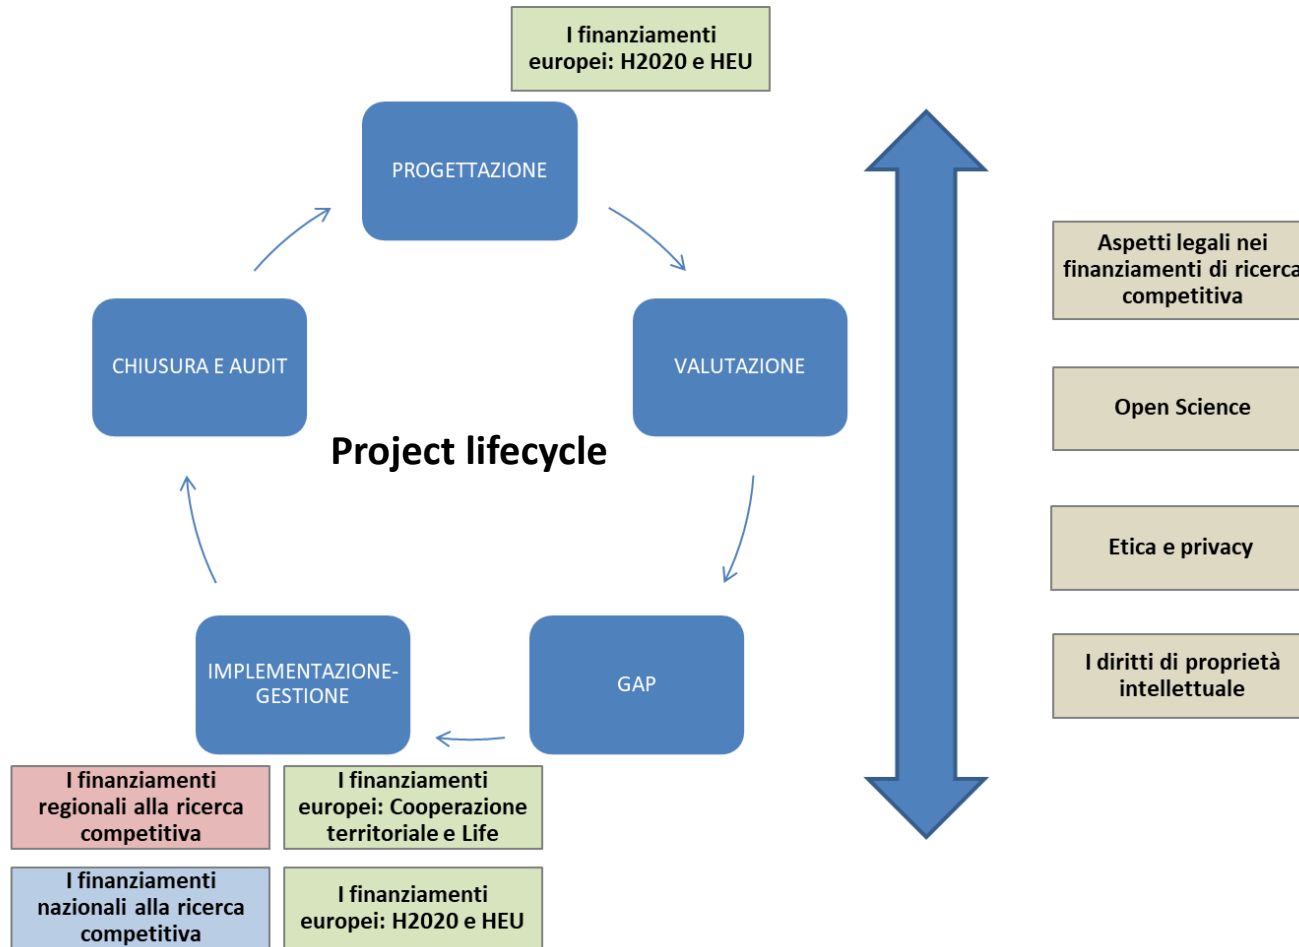 I finanziamenti
europei: H2020 e HEU
PROGETTAZIONE
CHIUSURA E AUDIT
VALUTAZIONE
Project lifecycle
IMPLEMENTAZIONE-
GESTIONE
GAP
I finanziamenti
regionali alla ricerca
competitiva
I finanziamenti
europei: Cooperazione
territoriale e Life
I finanziamenti
nazionali alla ricerca
competitiva
I finanziamenti
europei: H2020 e HEU
Aspetti legali nei
finanziamenti di ricerca
competitiva
Open Science
Etica e privacy
I diritti di proprietà
intellettuale